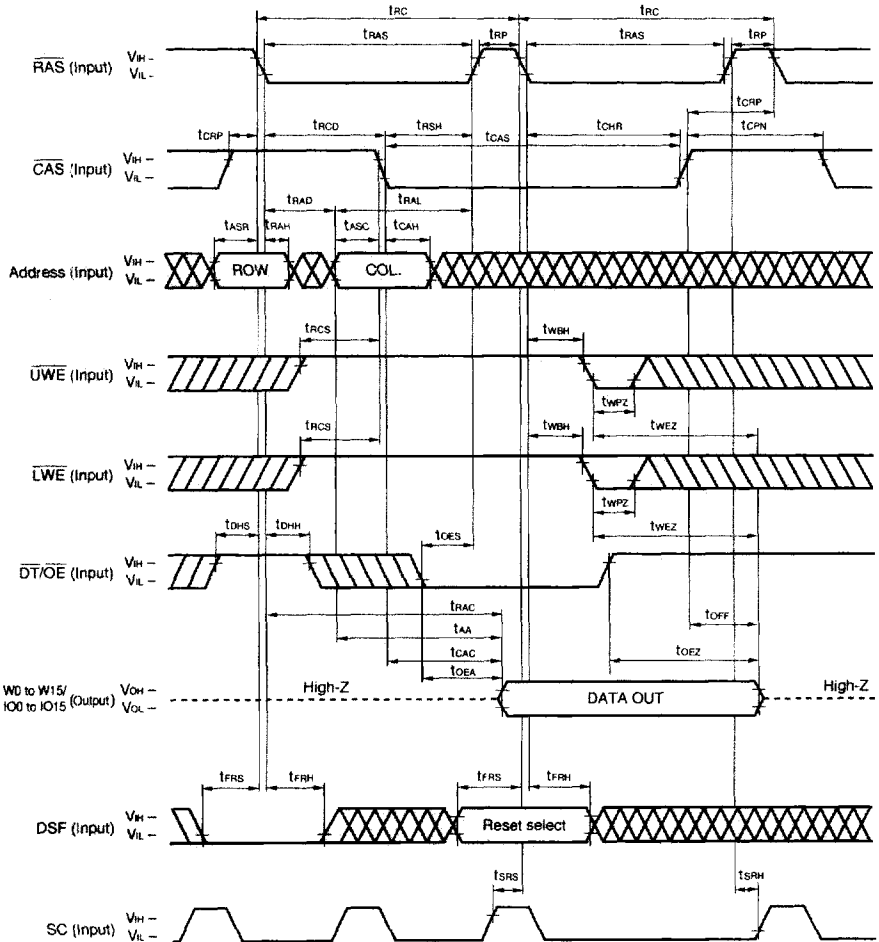 tRC tRC
tRAS tRP tRAS tRP
RAS (Input) VIH
VIL
tCRP
tCRP tRCD tRSH tCHR tCPN
tCAS
CAS (Input) VIH
VIL
tRAD tRAL
tASR tRAH tASC tCAH
Address (Input) VIH
VIL
ROW COL.
tRCS tWBH
UWE (Input) VIH
VIL
tWPZ
tRCS tWBH tWEZ
LWE (Input) VIH
VIL
tWPZ
tDHS tDHH tOES tWEZ
DT/OE (Input) VIH
VIL
tRAC tOFF
tAA
tCAC tOEZ
tOEA
W0 to W15/
IO0 to IO15 (Output) VOH
VOL
High-Z DATA OUT High-Z
tFRS tFRH tFRS tFRH
DSF (Input) VIH
VIL
Reset select
tSRS tSRH
SC (Input) VIH
VIL